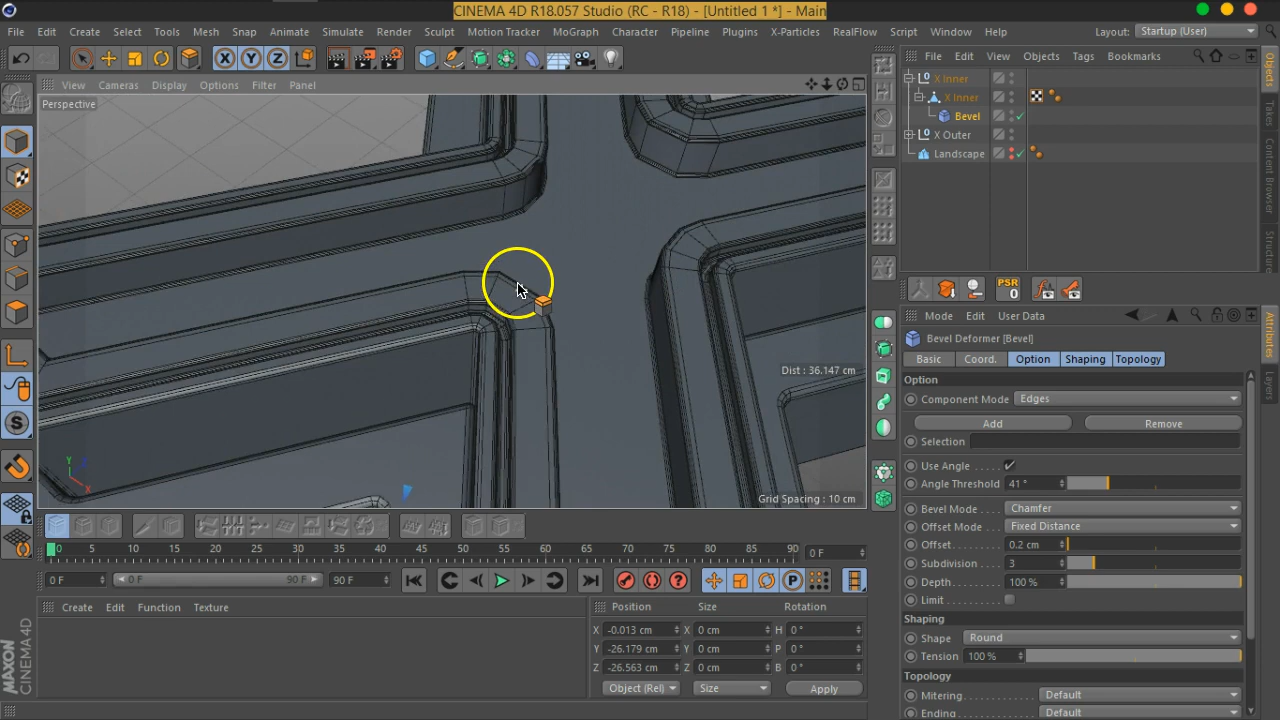 CINEMA 4D R18.057 Studio (RC - R18) - [Untitled 1 *] - Main
File Edit Create Select Tools Mesh Snap Animate Simulate Render Sculpt Motion Tracker MoGraph Character Pipeline Plugins X-Particles RealFlow Script Window Help Layout: Startup (User)
X Y Z
File Edit View Objects Tags Bookmarks
View Cameras Display Options Filter Panel
Perspective
X Inner
X Inner
Bevel
X Outer
Landscape
Objects
Takes
Content Browser
Structure
PSR
0
Mode Edit User Data
Bevel Deformer [Bevel]
Basic Coord. Option Shaping Topology
Option
Component Mode Edges
Add Remove
Selection
Use Angle
Angle Threshold 41 °
Bevel Mode Chamfer
Offset Mode Fixed Distance
Offset 0.2 cm
Subdivision 3
Depth 100 %
Limit
Shaping
Shape Round
Tension 100 %
Topology
Mitering Default
Ending Default
Attributes
Layers
Dist : 36.147 cm
Y
Z
X
Grid Spacing : 10 cm
0 5 10 15 20 25 30 35 40 45 50 55 60 65 70 75 80 85 90 0 F
0 F 0 F 90 F 90 F
Create Edit Function Texture
Position Size Rotation
X -0.013 cm X 0 cm H 0 °
Y -26.179 cm Y 0 cm P 0 °
Z -26.563 cm Z 0 cm B 0 °
Object (Rel) Size Apply
MAXON
CINEMA 4D